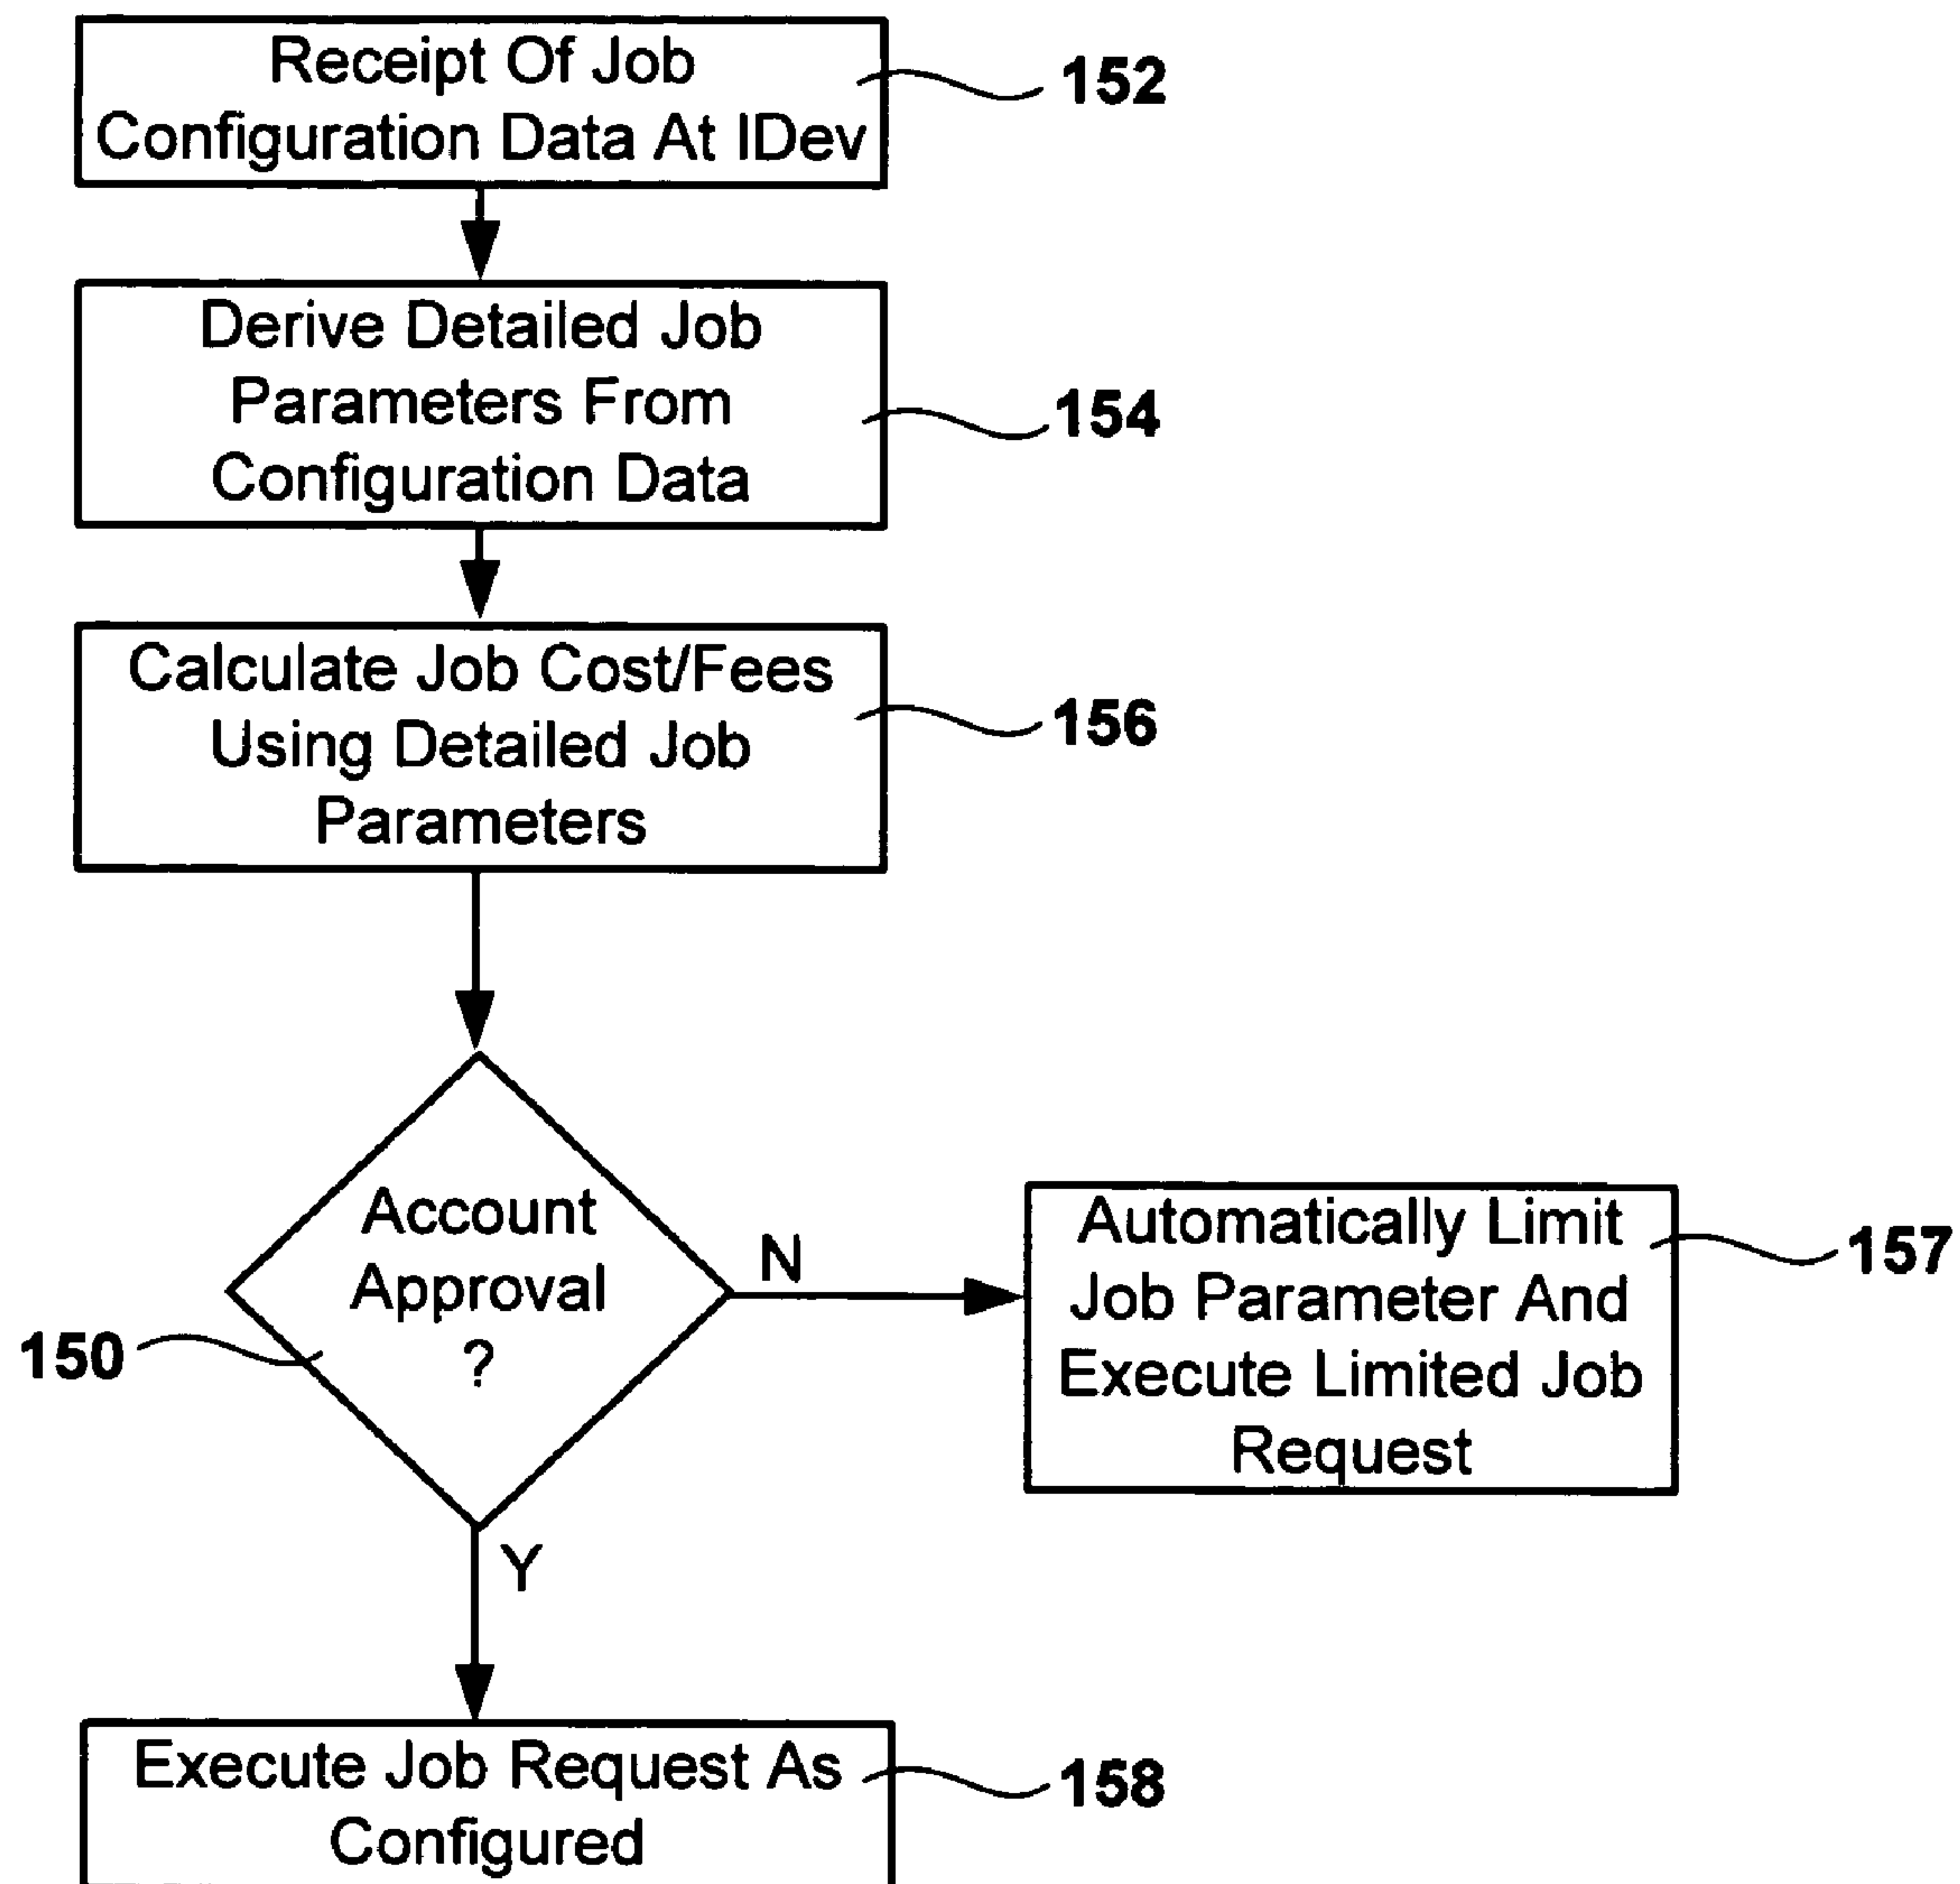 Receipt Of Job
Configuration Data At IDev
152
Derive Detailed Job
Parameters From
Configuration Data
154
Calculate Job Cost/Fees
Using Detailed Job
Parameters
156
Account
Approval
?
150
N
Automatically Limit
Job Parameter And
Execute Limited Job
Request
157
Y
Execute Job Request As
Configured
158